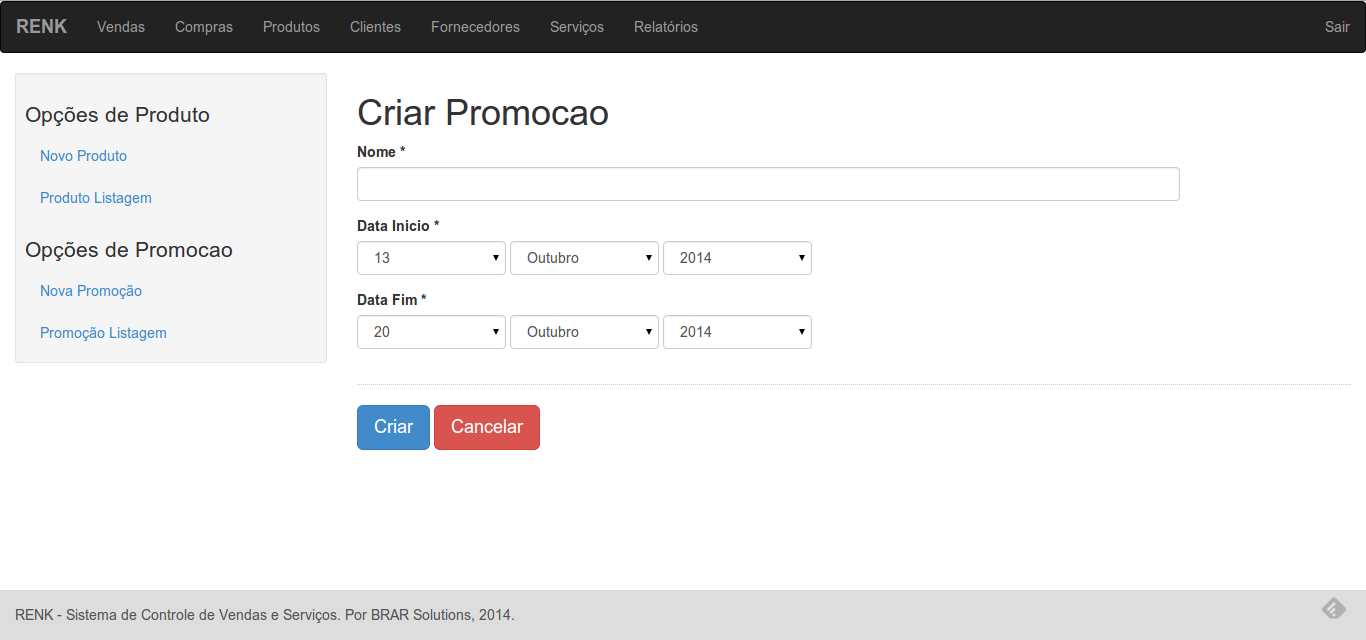 RENK Vendas Compras Produtos Clientes Fornecedores Serviços Relatórios Sair
Opções de Produto
Novo Produto
Produto Listagem
Opções de Promocao
Nova Promoção
Promoção Listagem
Criar Promocao
Nome *
Data Inicio *
13 Outubro 2014
Data Fim *
20 Outubro 2014
Criar Cancelar
RENK - Sistema de Controle de Vendas e Serviços. Por BRAR Solutions, 2014.